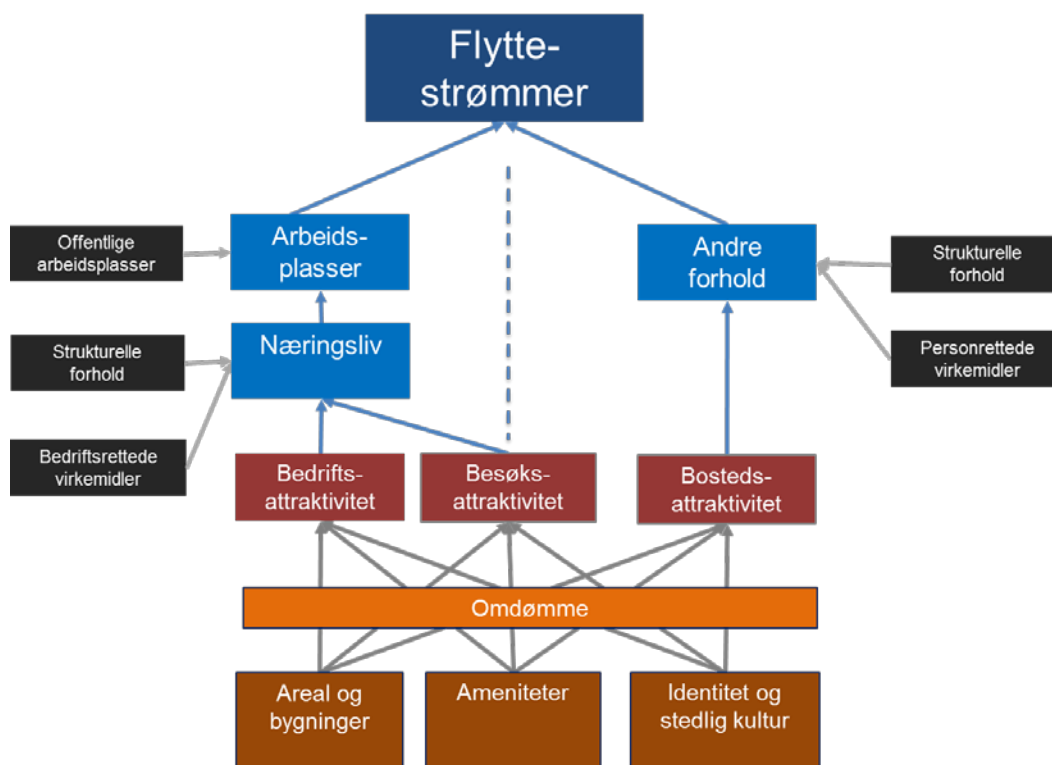 Flytte-
strømmer
Offentlige
arbeidsplasser
Arbeids-
plasser
Andre
forhold
Strukturelle
forhold
Strukturelle
forhold
Næringsliv
Personrettede
virkemidler
Bedriftsrettede
virkemidler
Bedrifts-
attraktivitet
Besøks-
attraktivitet
Bosteds-
attraktivitet
Omdømme
Areal og
bygninger
Ameniteter
Identitet og
stedlig kultur